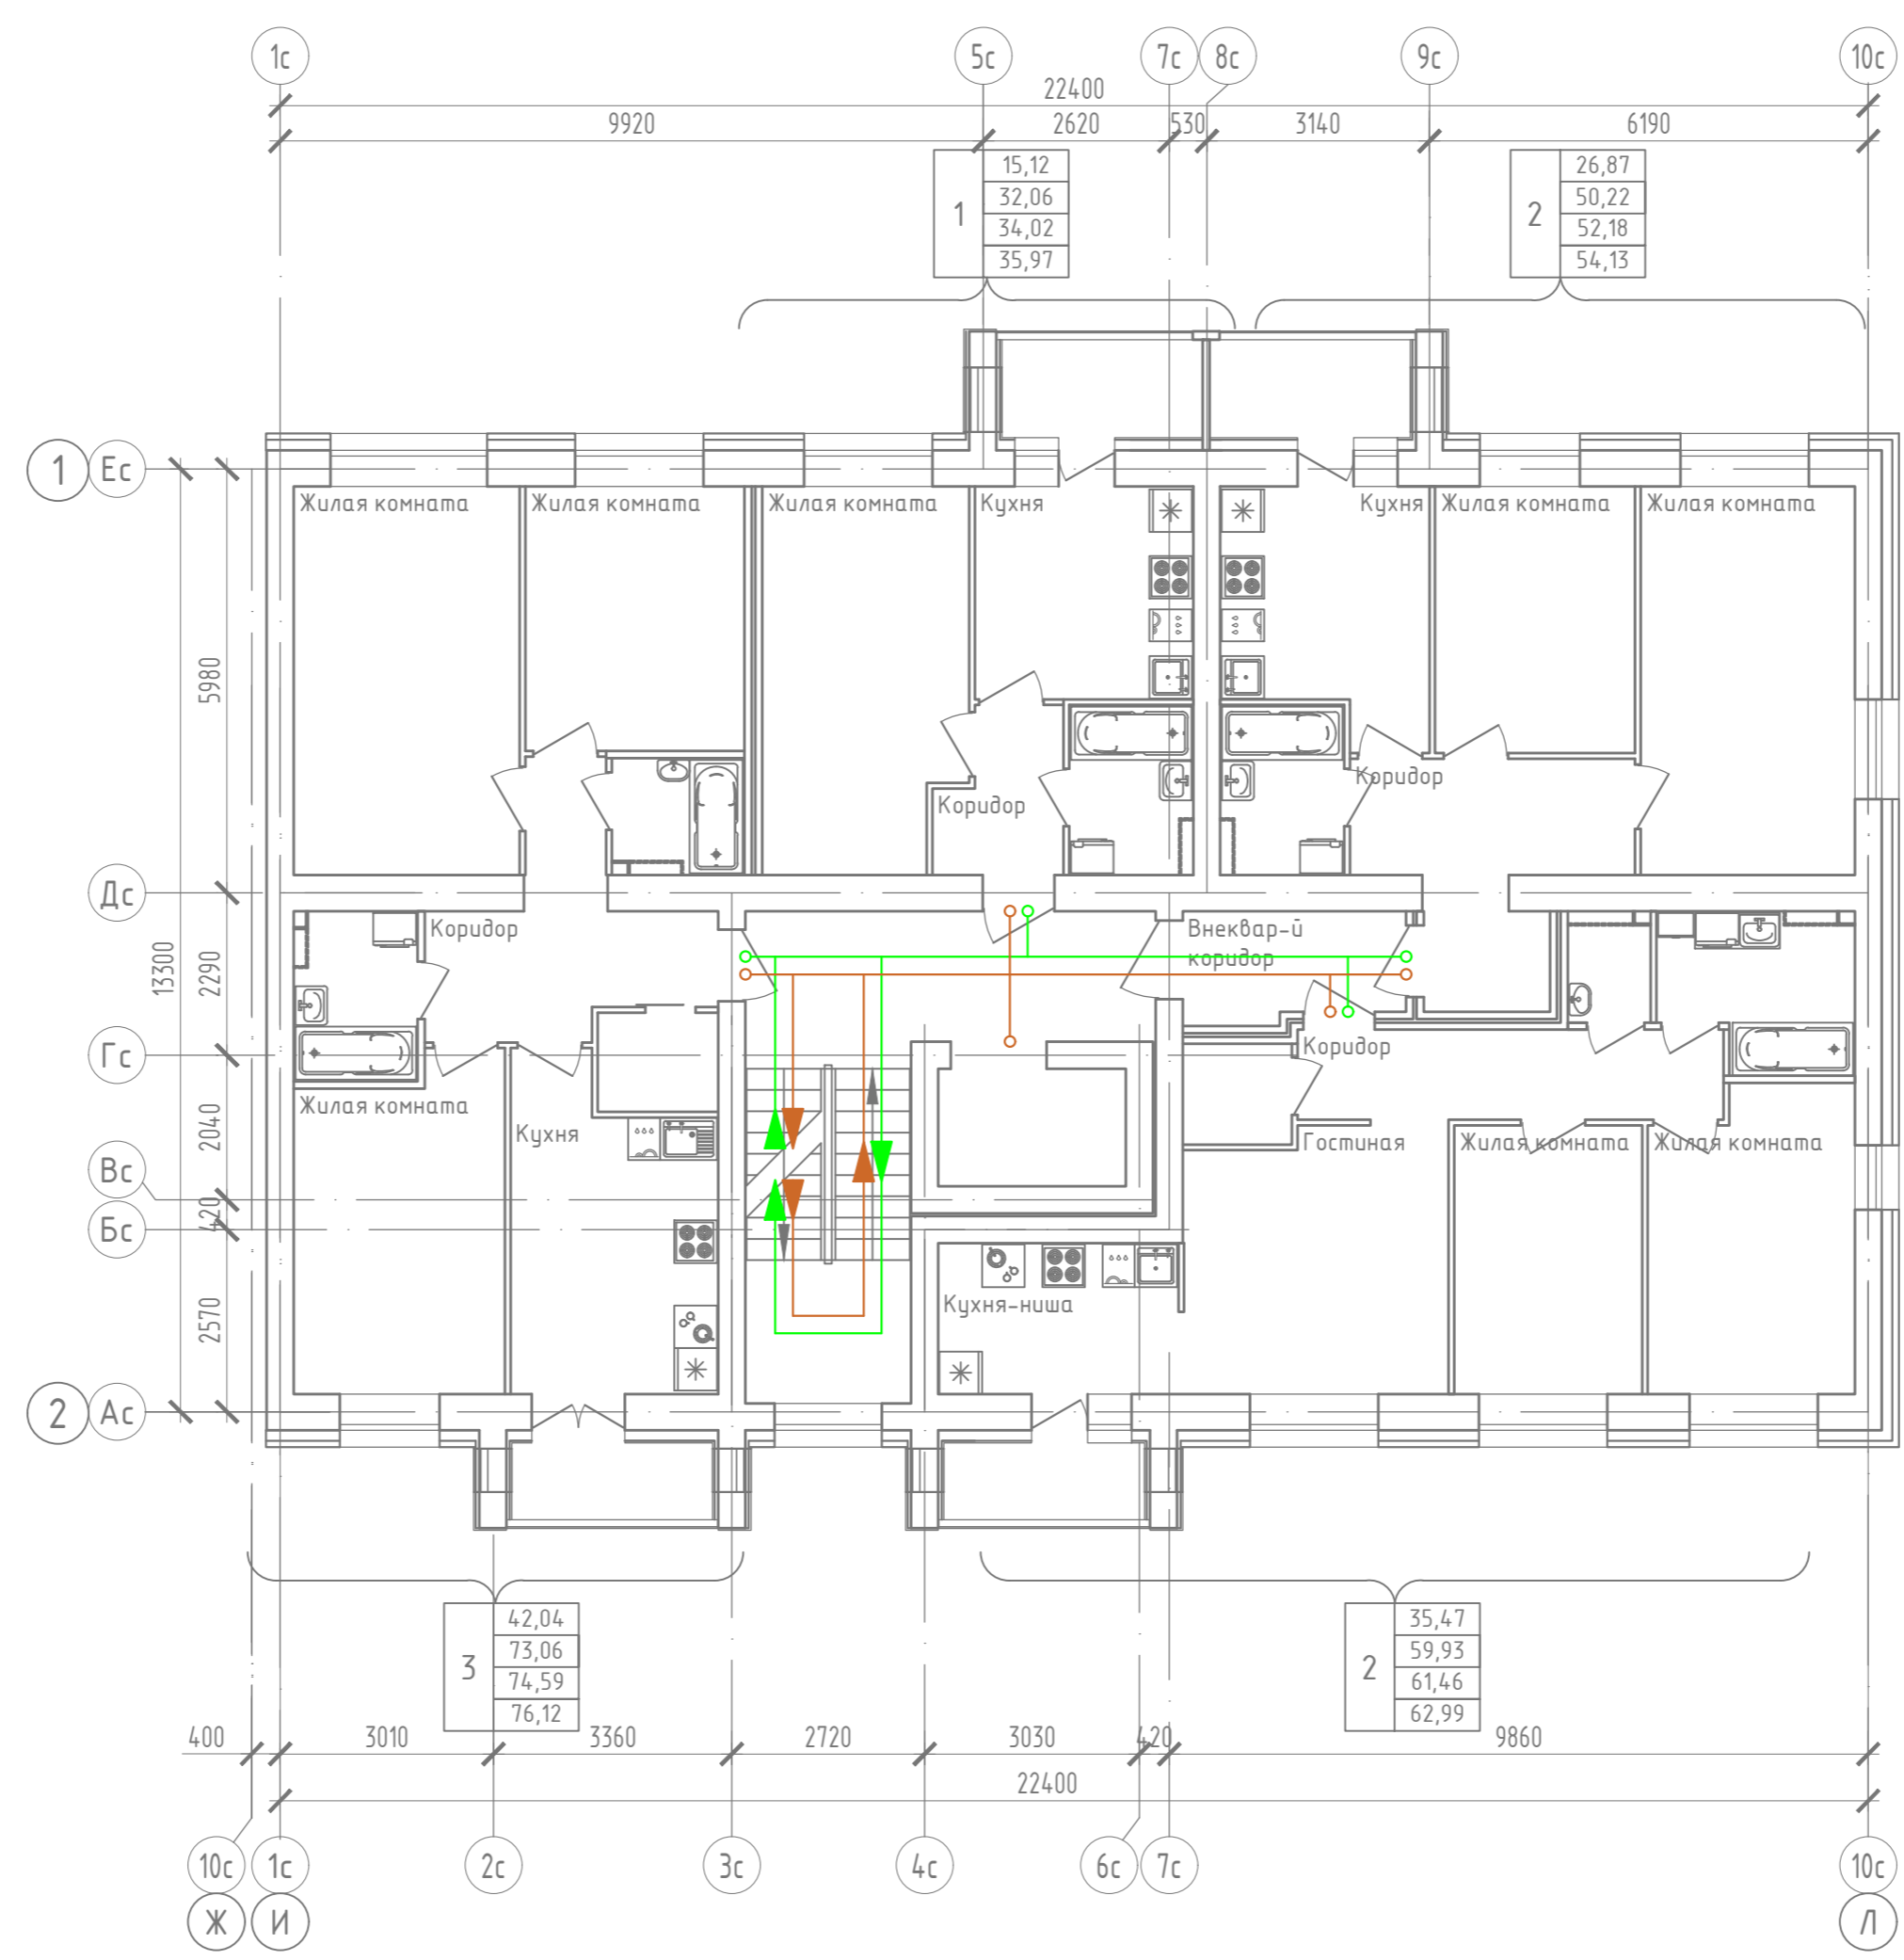 1с 5с 7с 8с 9с 10с
22400
9920 2620 530 3140 6190
1
15,12
32,06
34,02
35,97
2
26,87
50,22
52,18
54,13
1 Ес
Жилая комната Жилая комната Жилая комната Кухня Кухня Жилая комната Жилая комната
5980
Коридор
Коридор
Дс
Коридор
Внеквар-й
коридор
13300
2290
Гс
Коридор
Жилая комната
Кухня
Гостиная Жилая комната Жилая комната
2040
Вс
420
Бс
Кухня-ниша
2570
2 Ас
3
42,04
73,06
74,59
76,12
2
35,47
59,93
61,46
62,99
400 3010 3360 2720 3030 420 9860
22400
10с 1с 2с 3с 4с 6с 7с 10с
Ж И Л